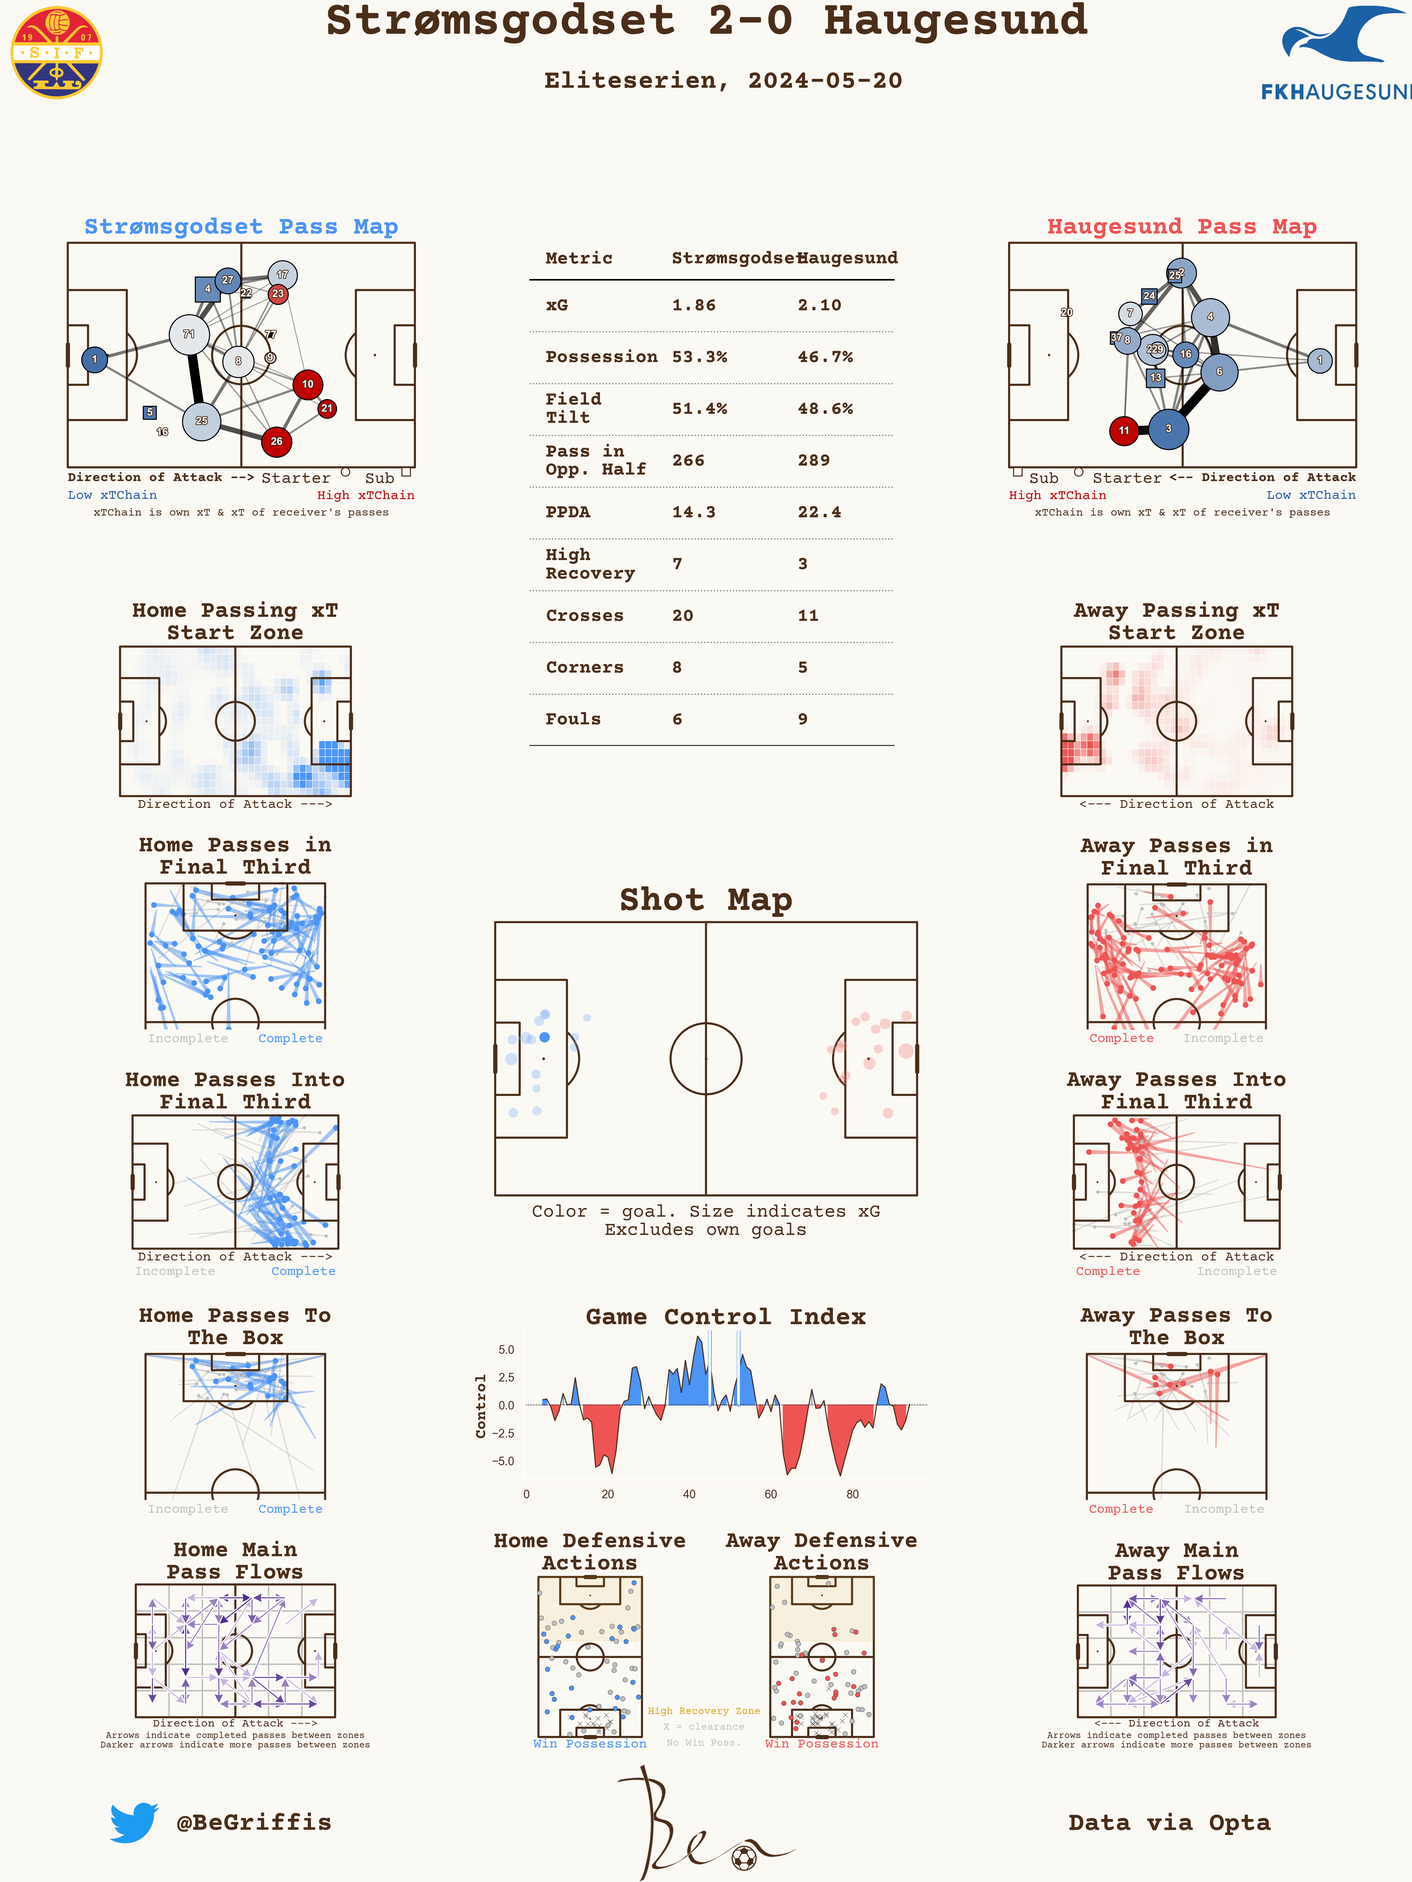 Strømsgodset 2-0 Haugesund
Eliteserien, 2024-05-20
19 07
S.I.F
FKHAUGESUN
Strømsgodset Pass Map
1
4
27
17
22
23
71
77
8
9
10
5
25
21
16
26
Direction of Attack --> Starter Sub
Low xTChain High xTChain
xTChain is own xT & xT of receiver's passes
Metric Strømsgodset Haugesund
xG 1.86 2.10
Possession 53.3% 46.7%
Field
Tilt 51.4% 48.6%
Pass in
Opp. Half 266 289
PPDA 14.3 22.4
High
Recovery 7 3
Crosses 20 11
Corners 8 5
Fouls 6 9
Haugesund Pass Map
25
24
20
7
4
37
8
29
16
1
13
6
11
3
Sub Starter <-- Direction of Attack
High xTChain Low xTChain
xTChain is own xT & xT of receiver's passes
Home Passing xT
Start Zone
Direction of Attack --->
Away Passing xT
Start Zone
<--- Direction of Attack
Home Passes in
Final Third
Incomplete Complete
Away Passes in
Final Third
Complete Incomplete
Shot Map
Color = goal. Size indicates xG
Excludes own goals
Home Passes Into
Final Third
Direction of Attack --->
Incomplete Complete
Away Passes Into
Final Third
<--- Direction of Attack
Complete Incomplete
Home Passes To
The Box
Incomplete Complete
Game Control Index
Control
5.0
2.5
0.0
−2.5
−5.0
0 20 40 60 80
Away Passes To
The Box
Complete Incomplete
Home Main
Pass Flows
Direction of Attack --->
Arrows indicate completed passes between zones
Darker arrows indicate more passes between zones
Home Defensive
Actions
Win Possession
High Recovery Zone
X = clearance
No Win Poss.
Away Defensive
Actions
Win Possession
Away Main
Pass Flows
<--- Direction of Attack
Arrows indicate completed passes between zones
Darker arrows indicate more passes between zones
@BeGriffis
Ben
Data via Opta